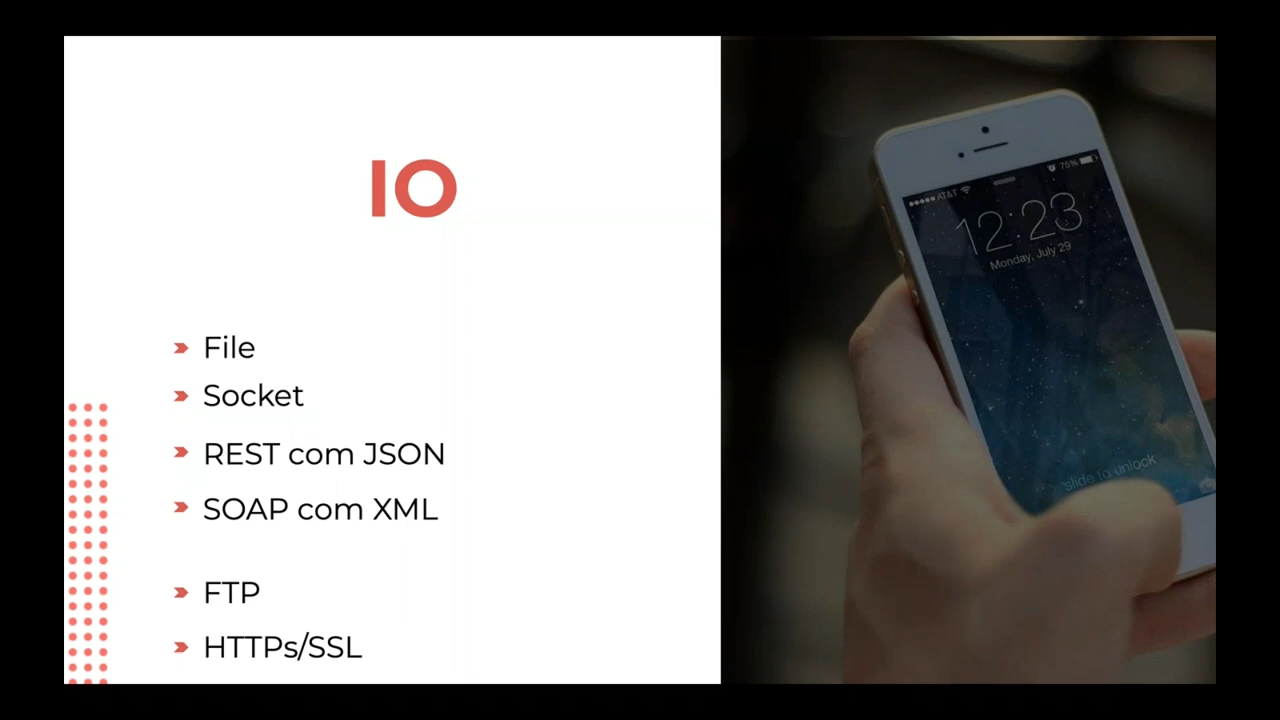 IO
File
Socket
REST com JSON
SOAP com XML
FTP
HTTPs/SSL
AT&T
75%
12:23
Monday, July 29
slide to unlock